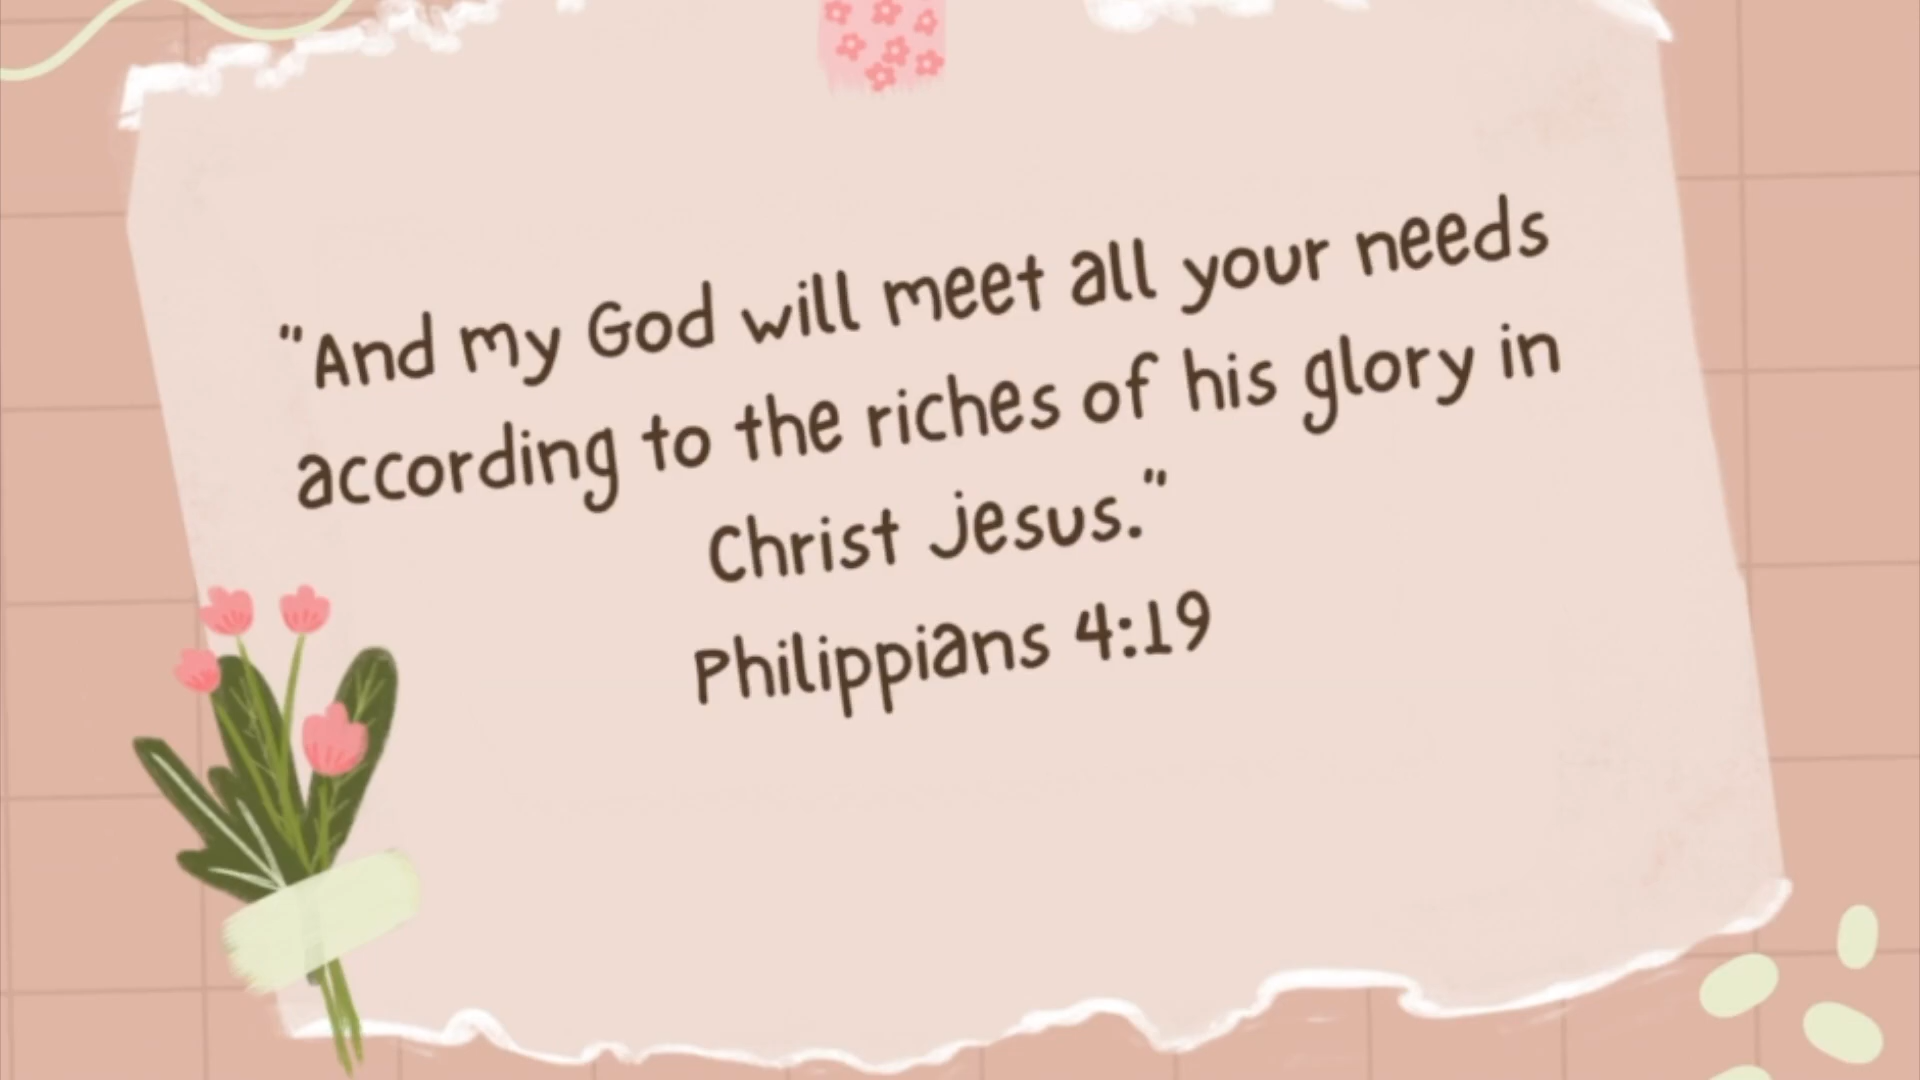 "And my God will meet all your needs
according to the riches of his glory in
Christ Jesus."
Philippians 4:19